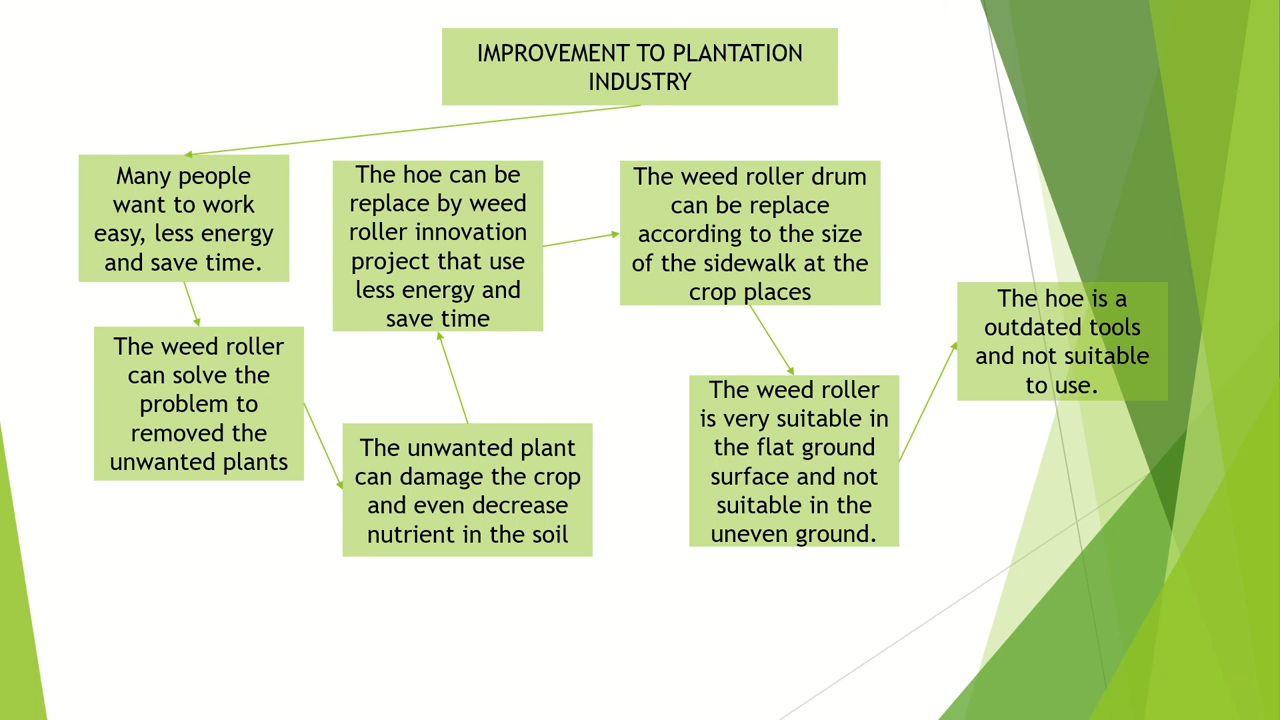 IMPROVEMENT TO PLANTATION
INDUSTRY
Many people
want to work
easy, less energy
and save time.
The weed roller
can solve the
problem to
removed the
unwanted plants
The unwanted plant
can damage the crop
and even decrease
nutrient in the soil
The hoe can be
replace by weed
roller innovation
project that use
less energy and
save time
The weed roller drum
can be replace
according to the size
of the sidewalk at the
crop places
The weed roller
is very suitable in
the flat ground
surface and not
suitable in the
uneven ground.
The hoe is a
outdated tools
and not suitable
to use.